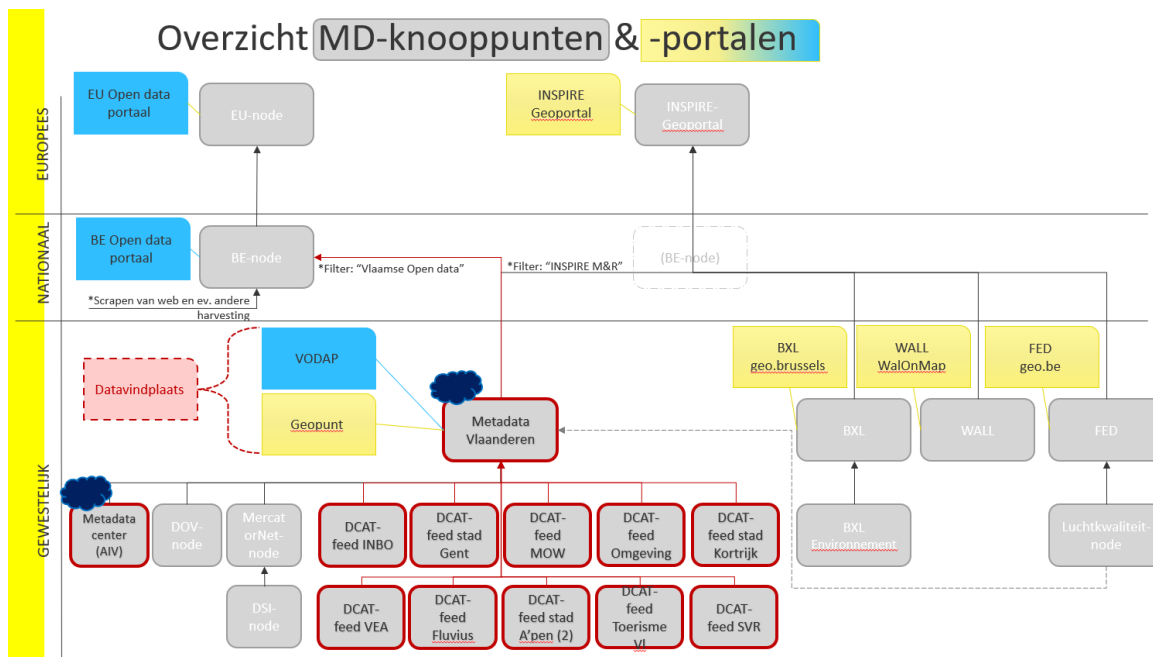 Overzicht MD-knooppunten & -portalen
EUROPEES
EU Open data
portaal
EU-node
INSPIRE
Geoportal
INSPIRE-
Geoportal
NATIONAAL
BE Open data
portaal
BE-node
*Filter: “Vlaamse Open data”
*Filter: “INSPIRE M&R”
(BE-node)
*Scrapen van web en ev. andere
harvesting
GEWESTELIJK
Datavindplaats
VODAP
Geopunt
Metadata
Vlaanderen
BXL
geo.brussels
WALL
WalOnMap
FED
geo.be
BXL
WALL
FED
Metadata
center
(AIV)
DOV-
node
Mercat
orNet-
node
DCAT-
feed INBO
DCAT-
feed stad
Gent
DCAT-
feed
MOW
DCAT-
feed
Omgeving
DCAT-
feed stad
Kortrijk
BXL
Environnement
Luchtkwaliteit-
node
DSI-
node
DCAT-
feed VEA
DCAT-
feed
Fluvius
DCAT-
feed stad
A’pen (2)
DCAT-
feed
Toerisme
Vl
DCAT-
feed SVR